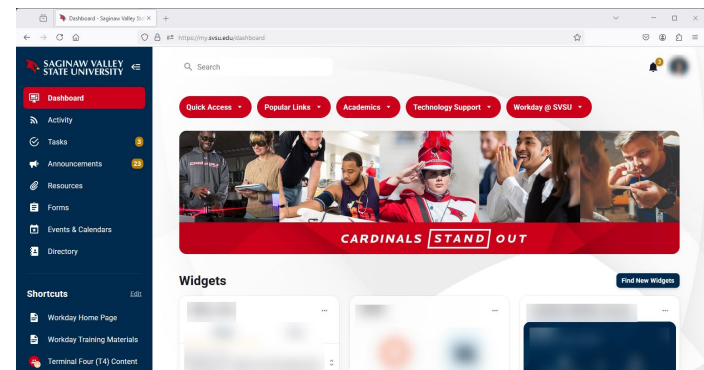 Dashboard - Saginaw Valley Sta
https://my.svsu.edu/dashboard
SAGINAW VALLEY
STATE UNIVERSITY
Search
3
Dashboard
Activity
Tasks 3
Announcements 23
Resources
Forms
Events & Calendars
Directory
Shortcuts Edit
Workday Home Page
Workday Training Materials
Terminal Four (T4) Content
Quick Access
Popular Links
Academics
Technology Support
Workday @ SVSU
CARDINALS STAND OUT
Widgets
Find New Widgets